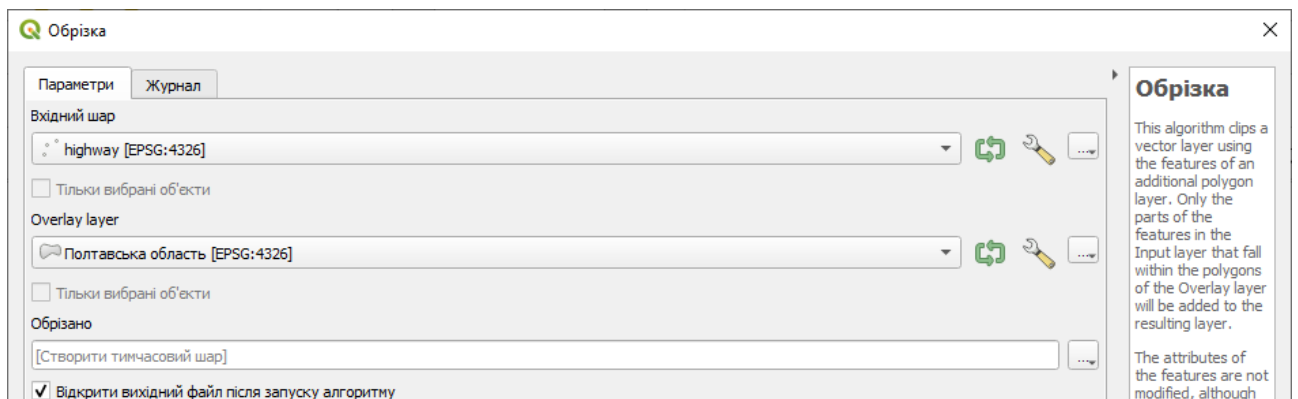 Обрізка
Параметри
Журнал
Вхідний шар
highway [EPSG:4326]
...
Тільки вибрані об'єкти
Overlay layer
Полтавська область [EPSG:4326]
...
Тільки вибрані об'єкти
Обрізано
[Створити тимчасовий шар]
...
Відкрити вихідний файл після запуску алгоритму
Обрізка
This algorithm clips a
vector layer using
the features of an
additional polygon
layer. Only the
parts of the
features in the
Input layer that fall
within the polygons
of the Overlay layer
will be added to the
resulting layer.
The attributes of
the features are not
modified, although